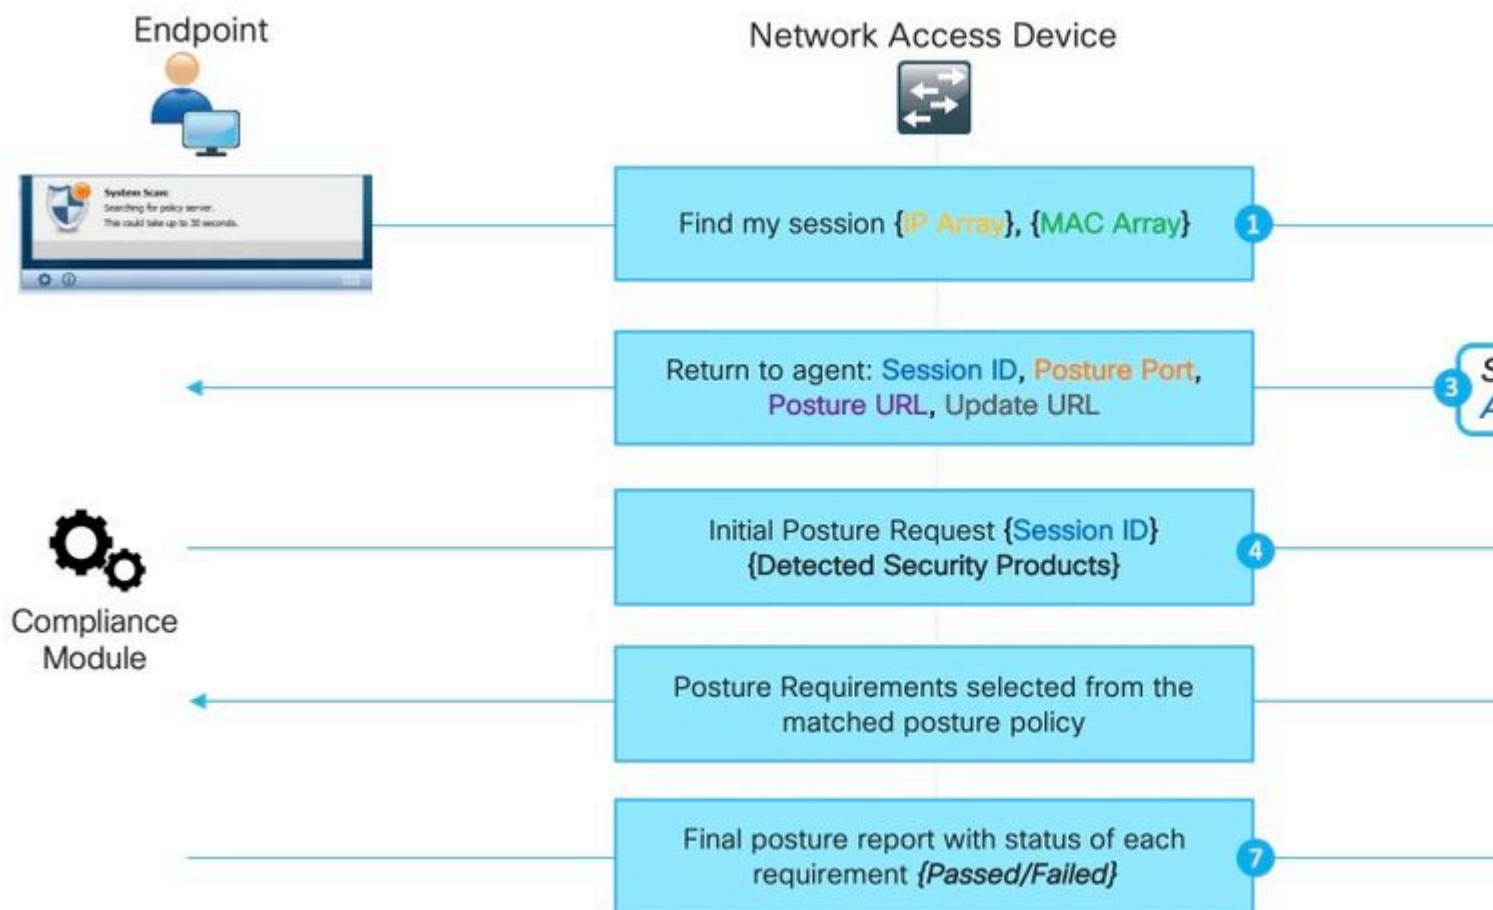 Endpoint
Network Access Device
System Scan:
Searching for policy server.
This could take up to 30 seconds.
Find my session {IP Array}, {MAC Array}
1
Return to agent: Session ID, Posture Port,
Posture URL, Update URL
3
S
A
Initial Posture Request {Session ID}
{Detected Security Products}
4
Compliance
Module
Posture Requirements selected from the
matched posture policy
Final posture report with status of each
requirement {Passed/Failed}
7